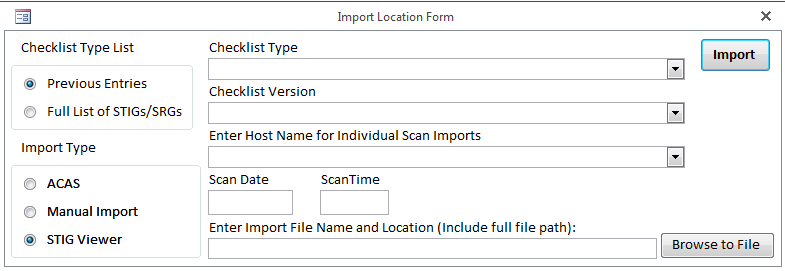 Import Location Form
Checklist Type List
Checklist Type
Import
Previous Entries
Full List of STIGs/SRGs
Checklist Version
Enter Host Name for Individual Scan Imports
Import Type
ACAS
Manual Import
STIG Viewer
Scan Date
ScanTime
Enter Import File Name and Location (Include full file path):
Browse to File